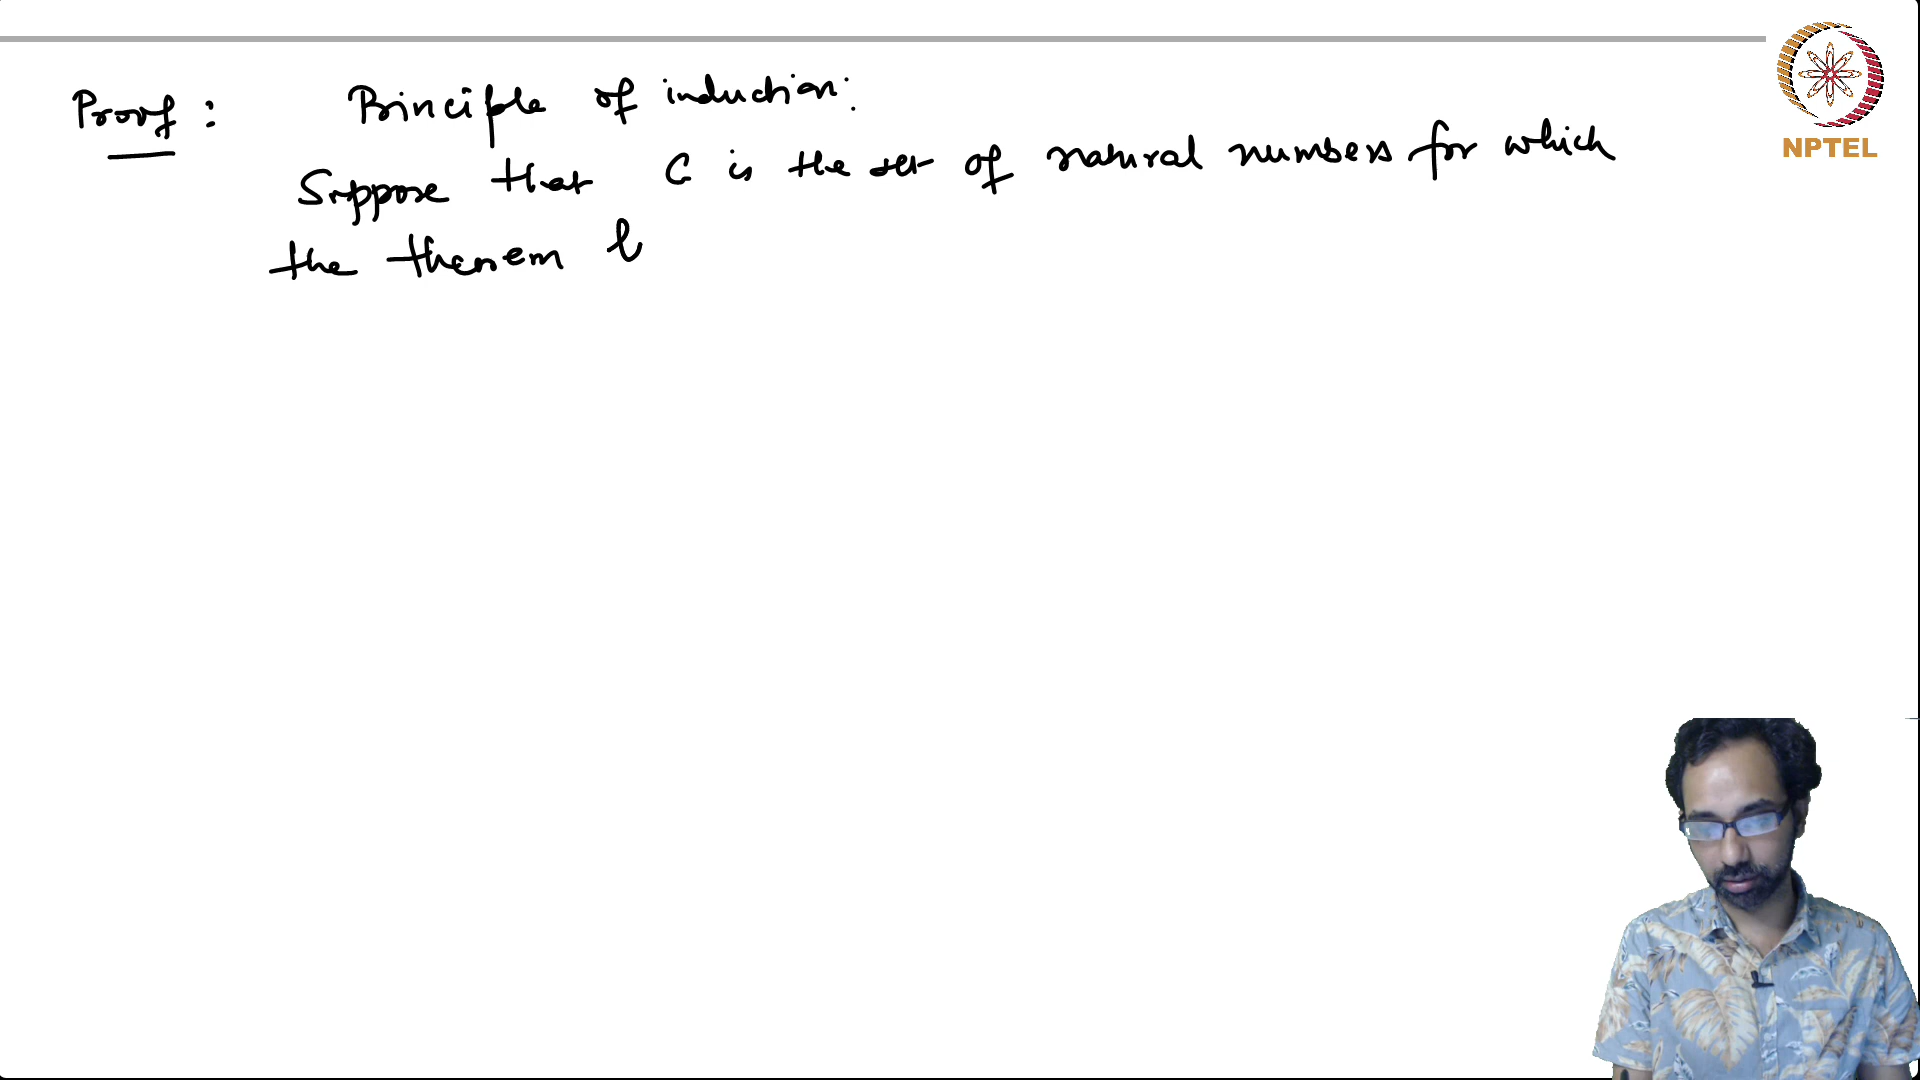 Proof : Principle of induction:
Suppose that C is the set of natural numbers for which
the theorem
NPTEL